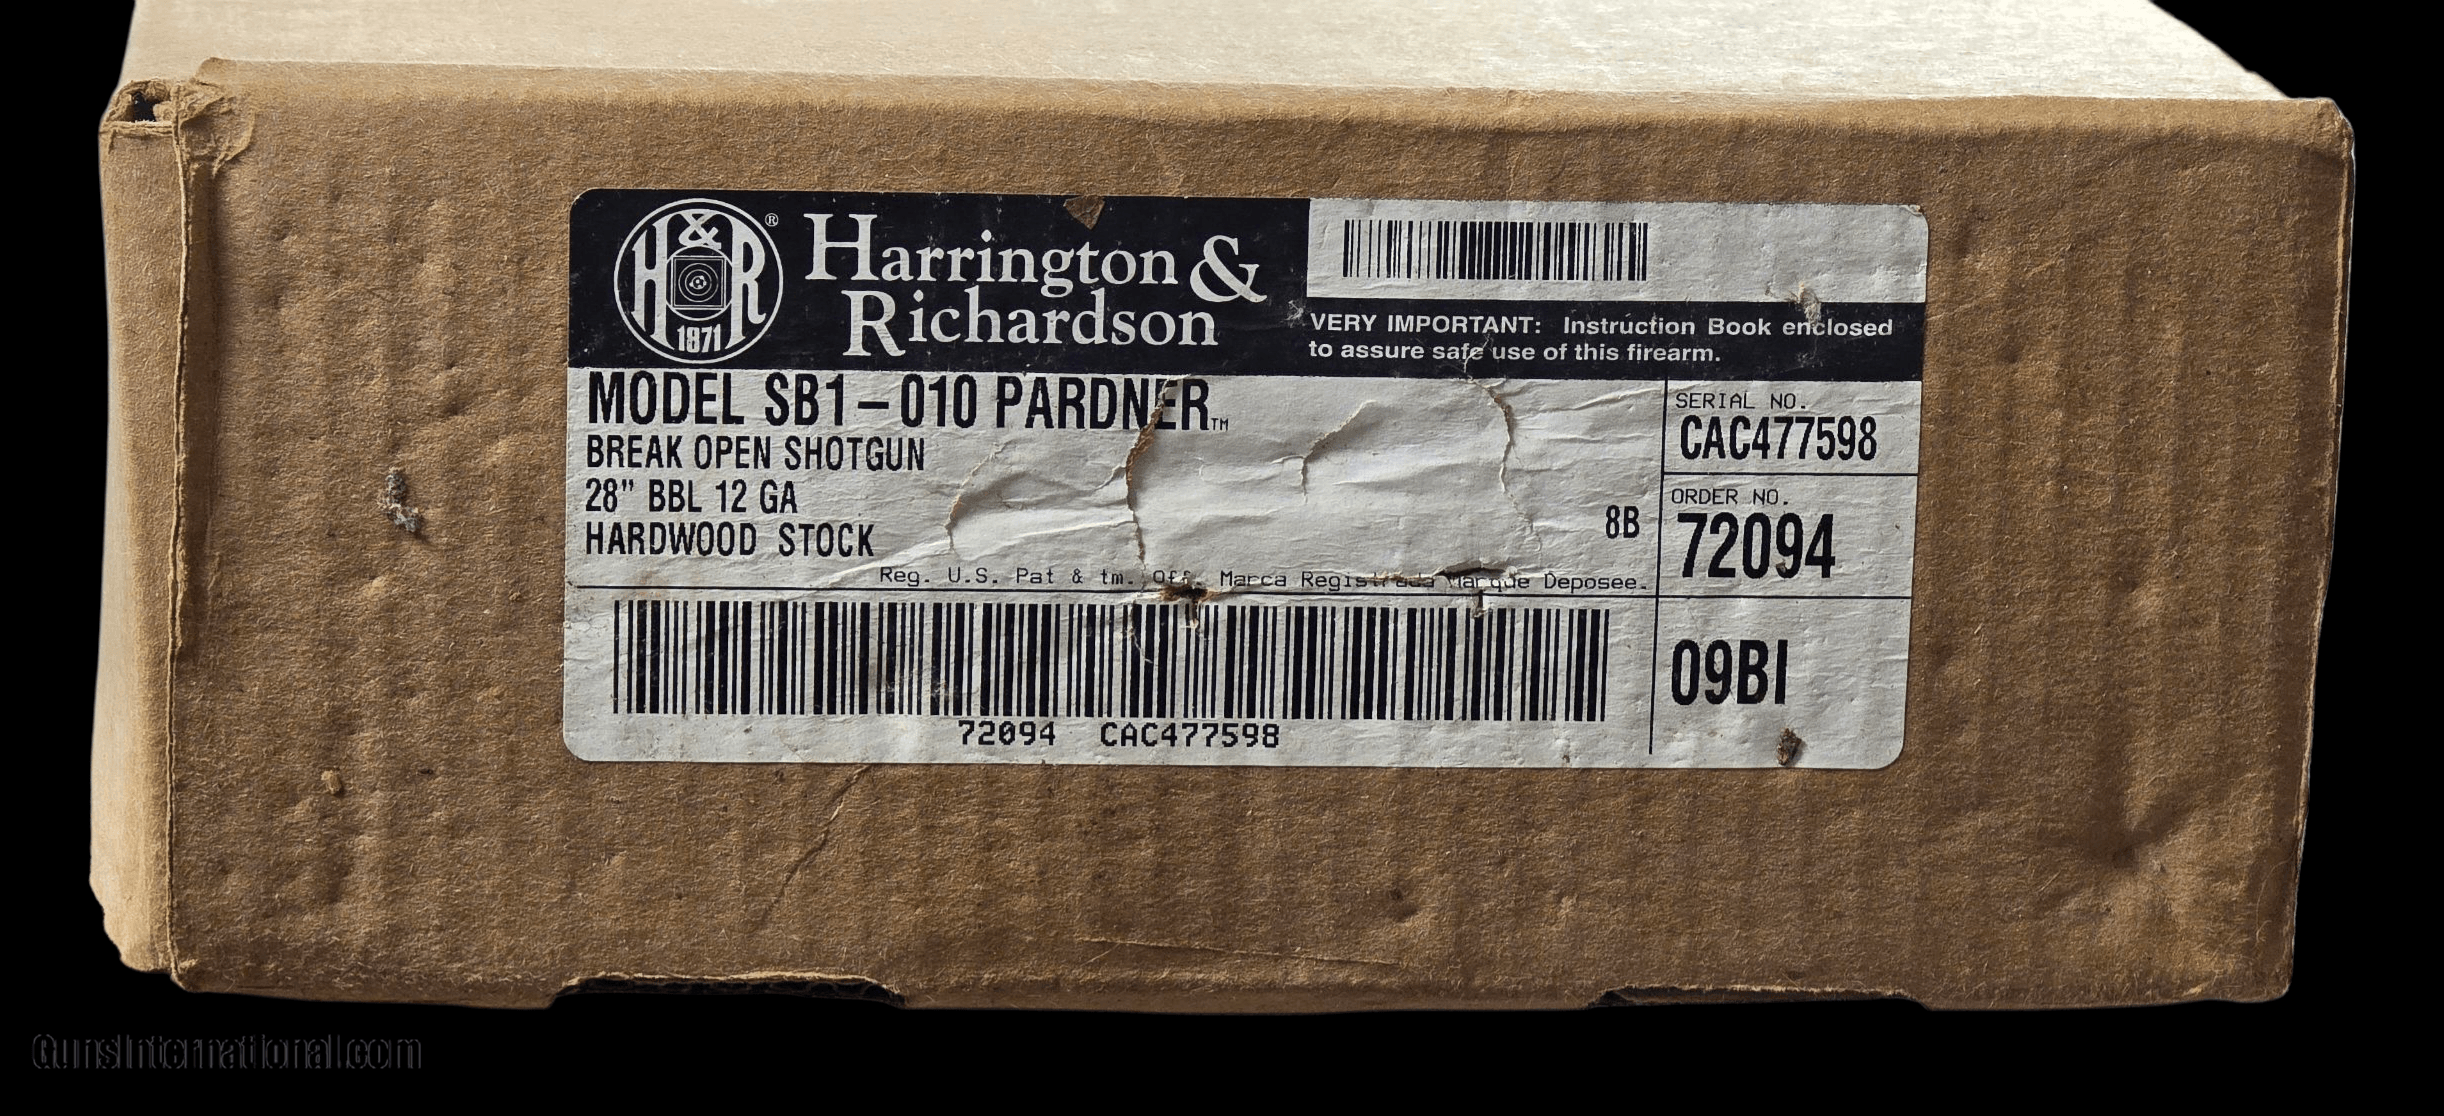 H&R ®
1871
Harrington &
Richardson
VERY IMPORTANT: Instruction Book enclosed
to assure safe use of this firearm.
MODEL SB1-010 PARDNER™
BREAK OPEN SHOTGUN
28" BBL 12 GA
HARDWOOD STOCK
8B
Reg. U.S. Pat & tm. Off. Marca Registrada Marque Deposee.
SERIAL NO.
CAC477598
ORDER NO.
72094
09BI
72094 CAC477598
GunsInternational.com